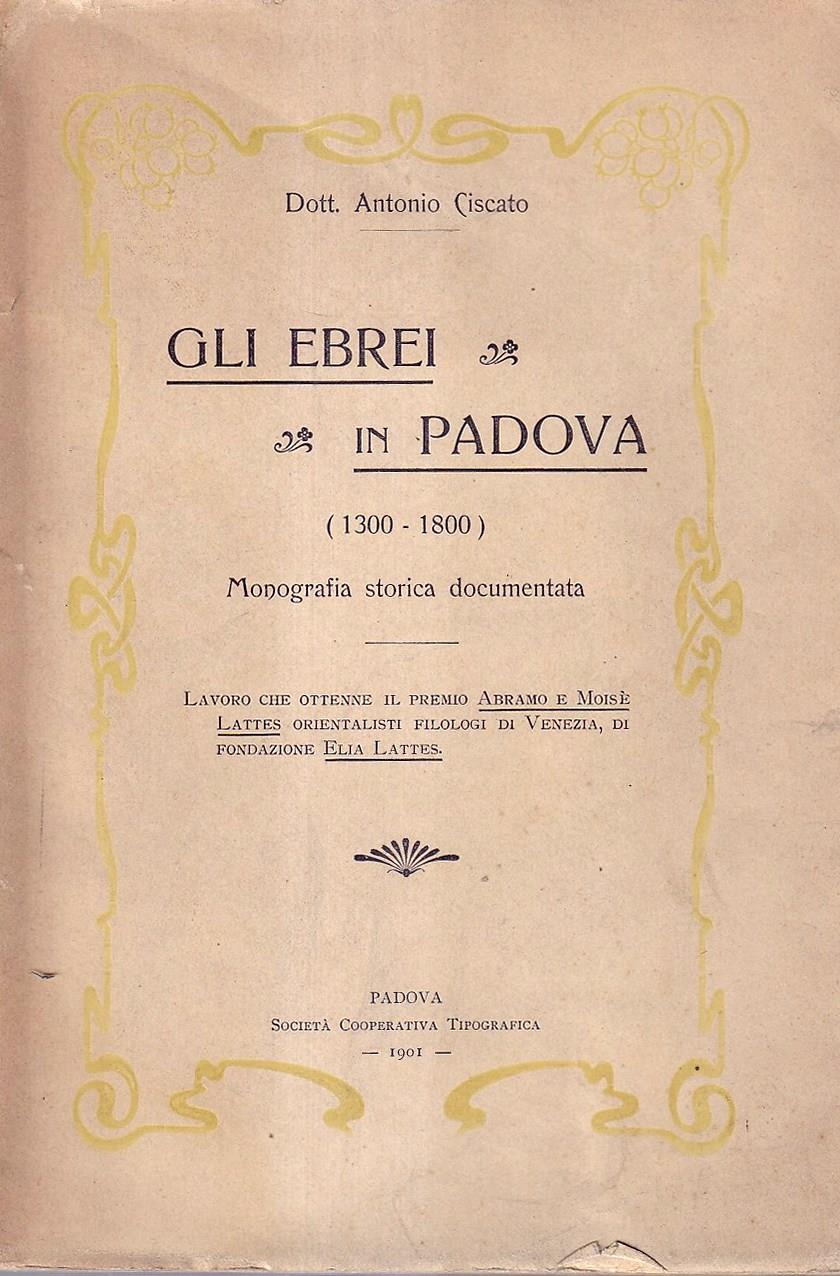 Dott. Antonio Ciscato
GLI EBREI
IN PADOVA
(1300 - 1800)
Monografia storica documentata
LAVORO CHE OTTENNE IL PREMIO ABRAMO E MOISÈ
LATTES ORIENTALISTI FILOLOGI DI VENEZIA, DI
FONDAZIONE ELIA LATTES.
PADOVA
SOCIETÀ COOPERATIVA TIPOGRAFICA
— 1901 —